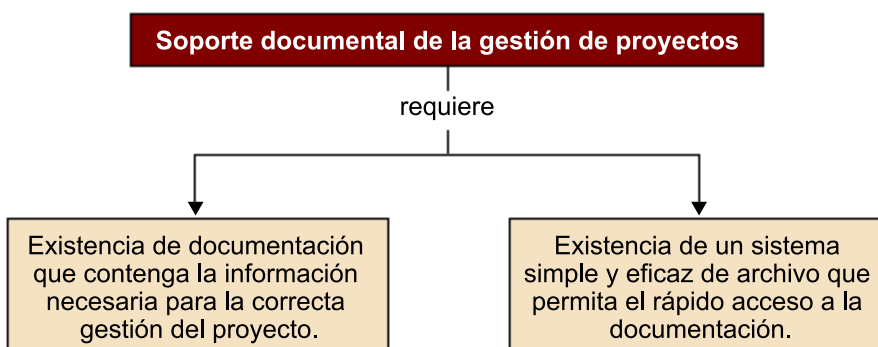 Soporte documental de la gestión de proyectos
requiere
Existencia de documentación
que contenga la información
necesaria para la correcta
gestión del proyecto.
Existencia de un sistema
simple y eficaz de archivo que
permita el rápido acceso a la
documentación.